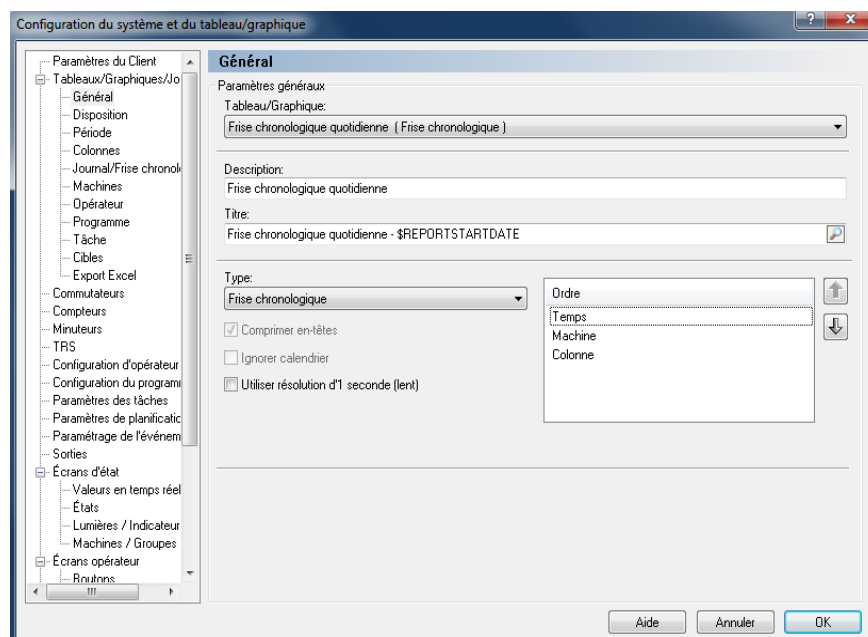 Configuration du système et du tableau/graphique
Paramètres du Client
Tableaux/Graphiques/Jo
Général
Disposition
Période
Colonnes
Journal/Frise chronol
Machines
Opérateur
Programme
Tâche
Cibles
Export Excel
Commutateurs
Compteurs
Minuteurs
TRS
Configuration d'opérateur
Configuration du programm
Paramètres des tâches
Paramètres de planificatic
Paramétrage de l'événem
Sorties
Écrans d'état
Valeurs en temps réel
États
Lumières / Indicateur
Machines / Groupes
Écrans opérateur
Boutons
Général
Paramètres généraux
Tableau/Graphique:
Frise chronologique quotidienne ( Frise chronologique )
Description:
Frise chronologique quotidienne
Titre:
Frise chronologique quotidienne - $REPORTSTARTDATE
Type:
Frise chronologique
Comprimer en-têtes
Ignorer calendrier
Utiliser résolution d'1 seconde (lent)
Ordre
Temps
Machine
Colonne
Aide
Annuler
OK